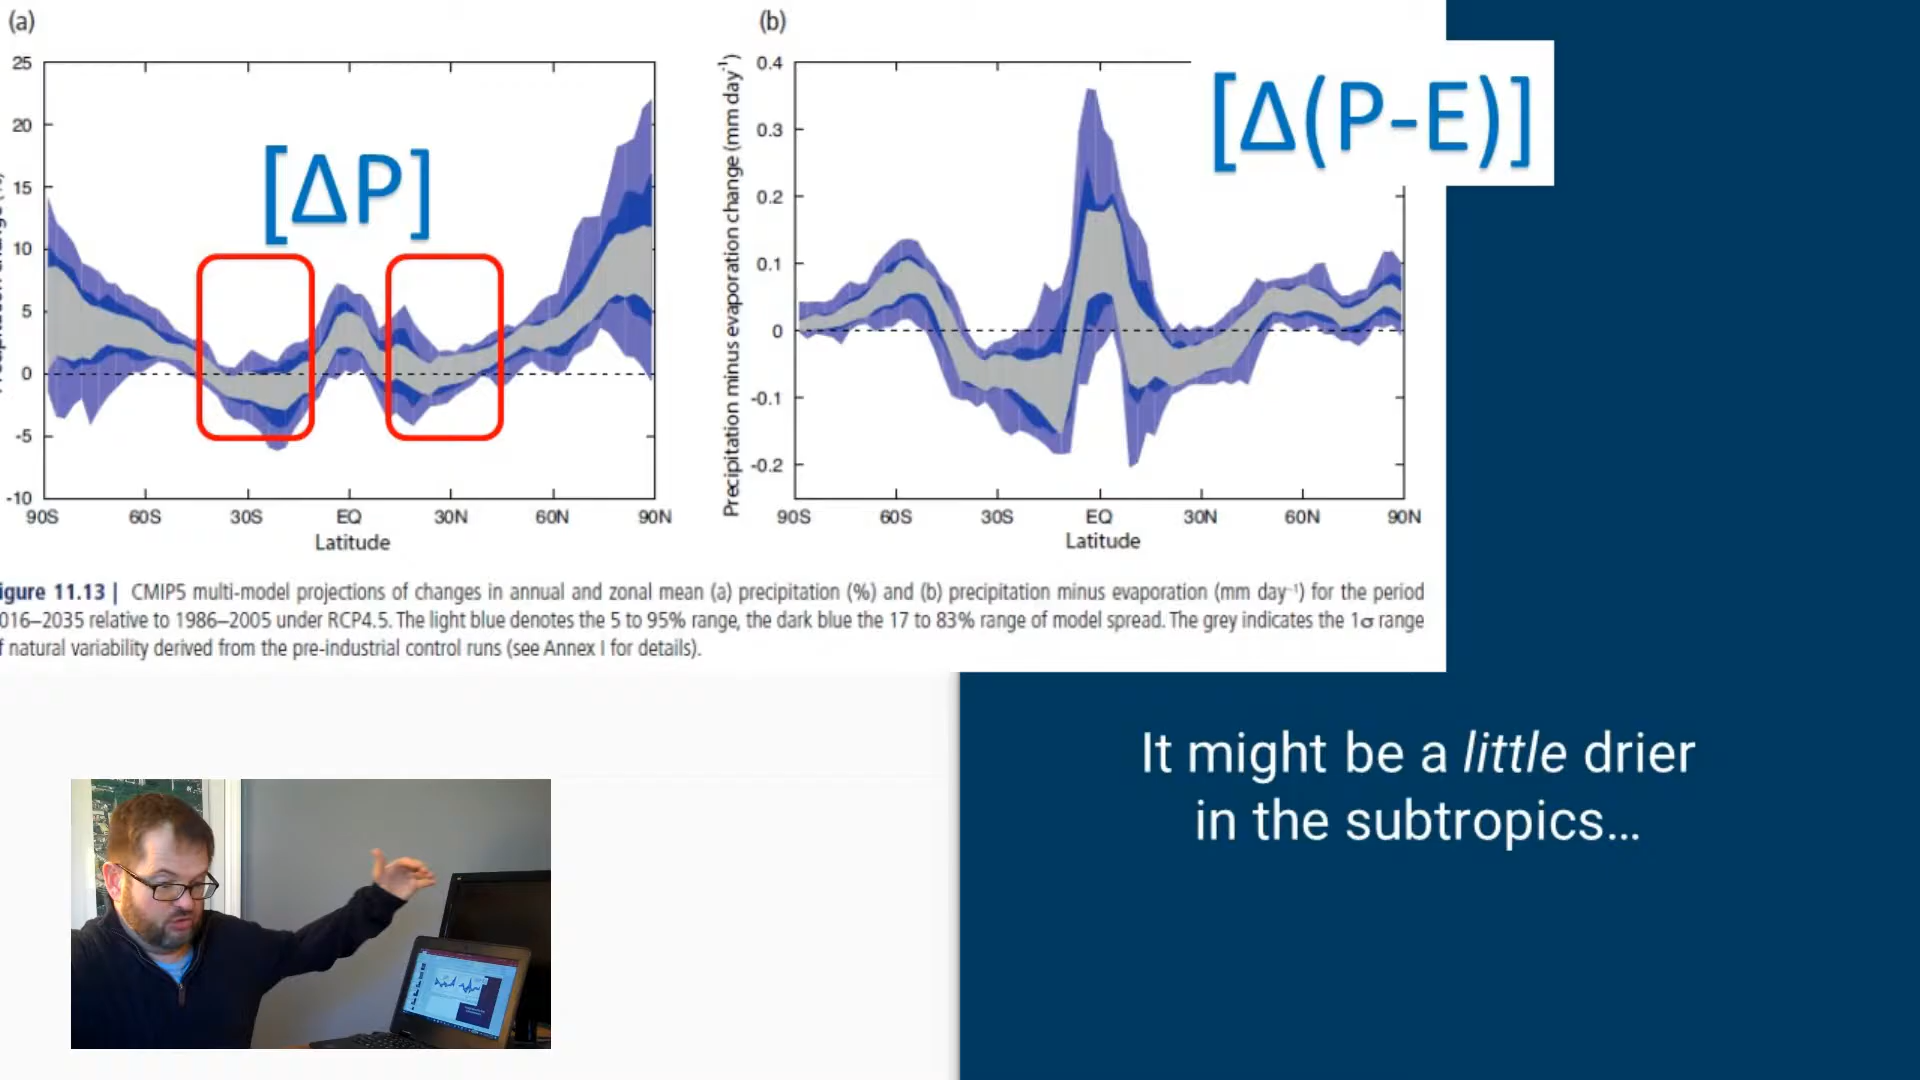 (a)
(b)
25
20
15
10
5
0
-5
-10
[ΔP]
90S 60S 30S EQ 30N 60N 90N
Latitude
Precipitation minus evaporation change (mm day-1)
0.4
0.3
0.2
0.1
0
-0.1
-0.2
[Δ(P-E)]
90S 60S 30S EQ 30N 60N 90N
Latitude
igure 11.13 | CMIP5 multi-model projections of changes in annual and zonal mean (a) precipitation (%) and (b) precipitation minus evaporation (mm day–1) for the period
016–2035 relative to 1986–2005 under RCP4.5. The light blue denotes the 5 to 95% range, the dark blue the 17 to 83% range of model spread. The grey indicates the 1σ range
f natural variability derived from the pre-industrial control runs (see Annex I for details).
It might be a little drier
in the subtropics...